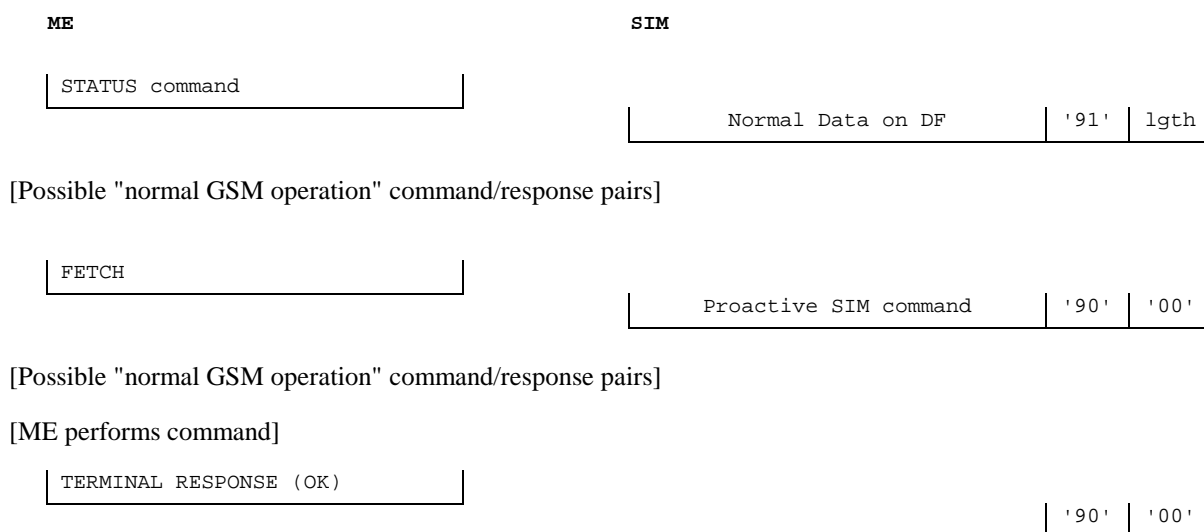 ME SIM
STATUS command
Normal Data on DF '91' lgth
[Possible "normal GSM operation" command/response pairs]
FETCH
Proactive SIM command '90' '00'
[Possible "normal GSM operation" command/response pairs]
[ME performs command]
TERMINAL RESPONSE (OK)
'90' '00'